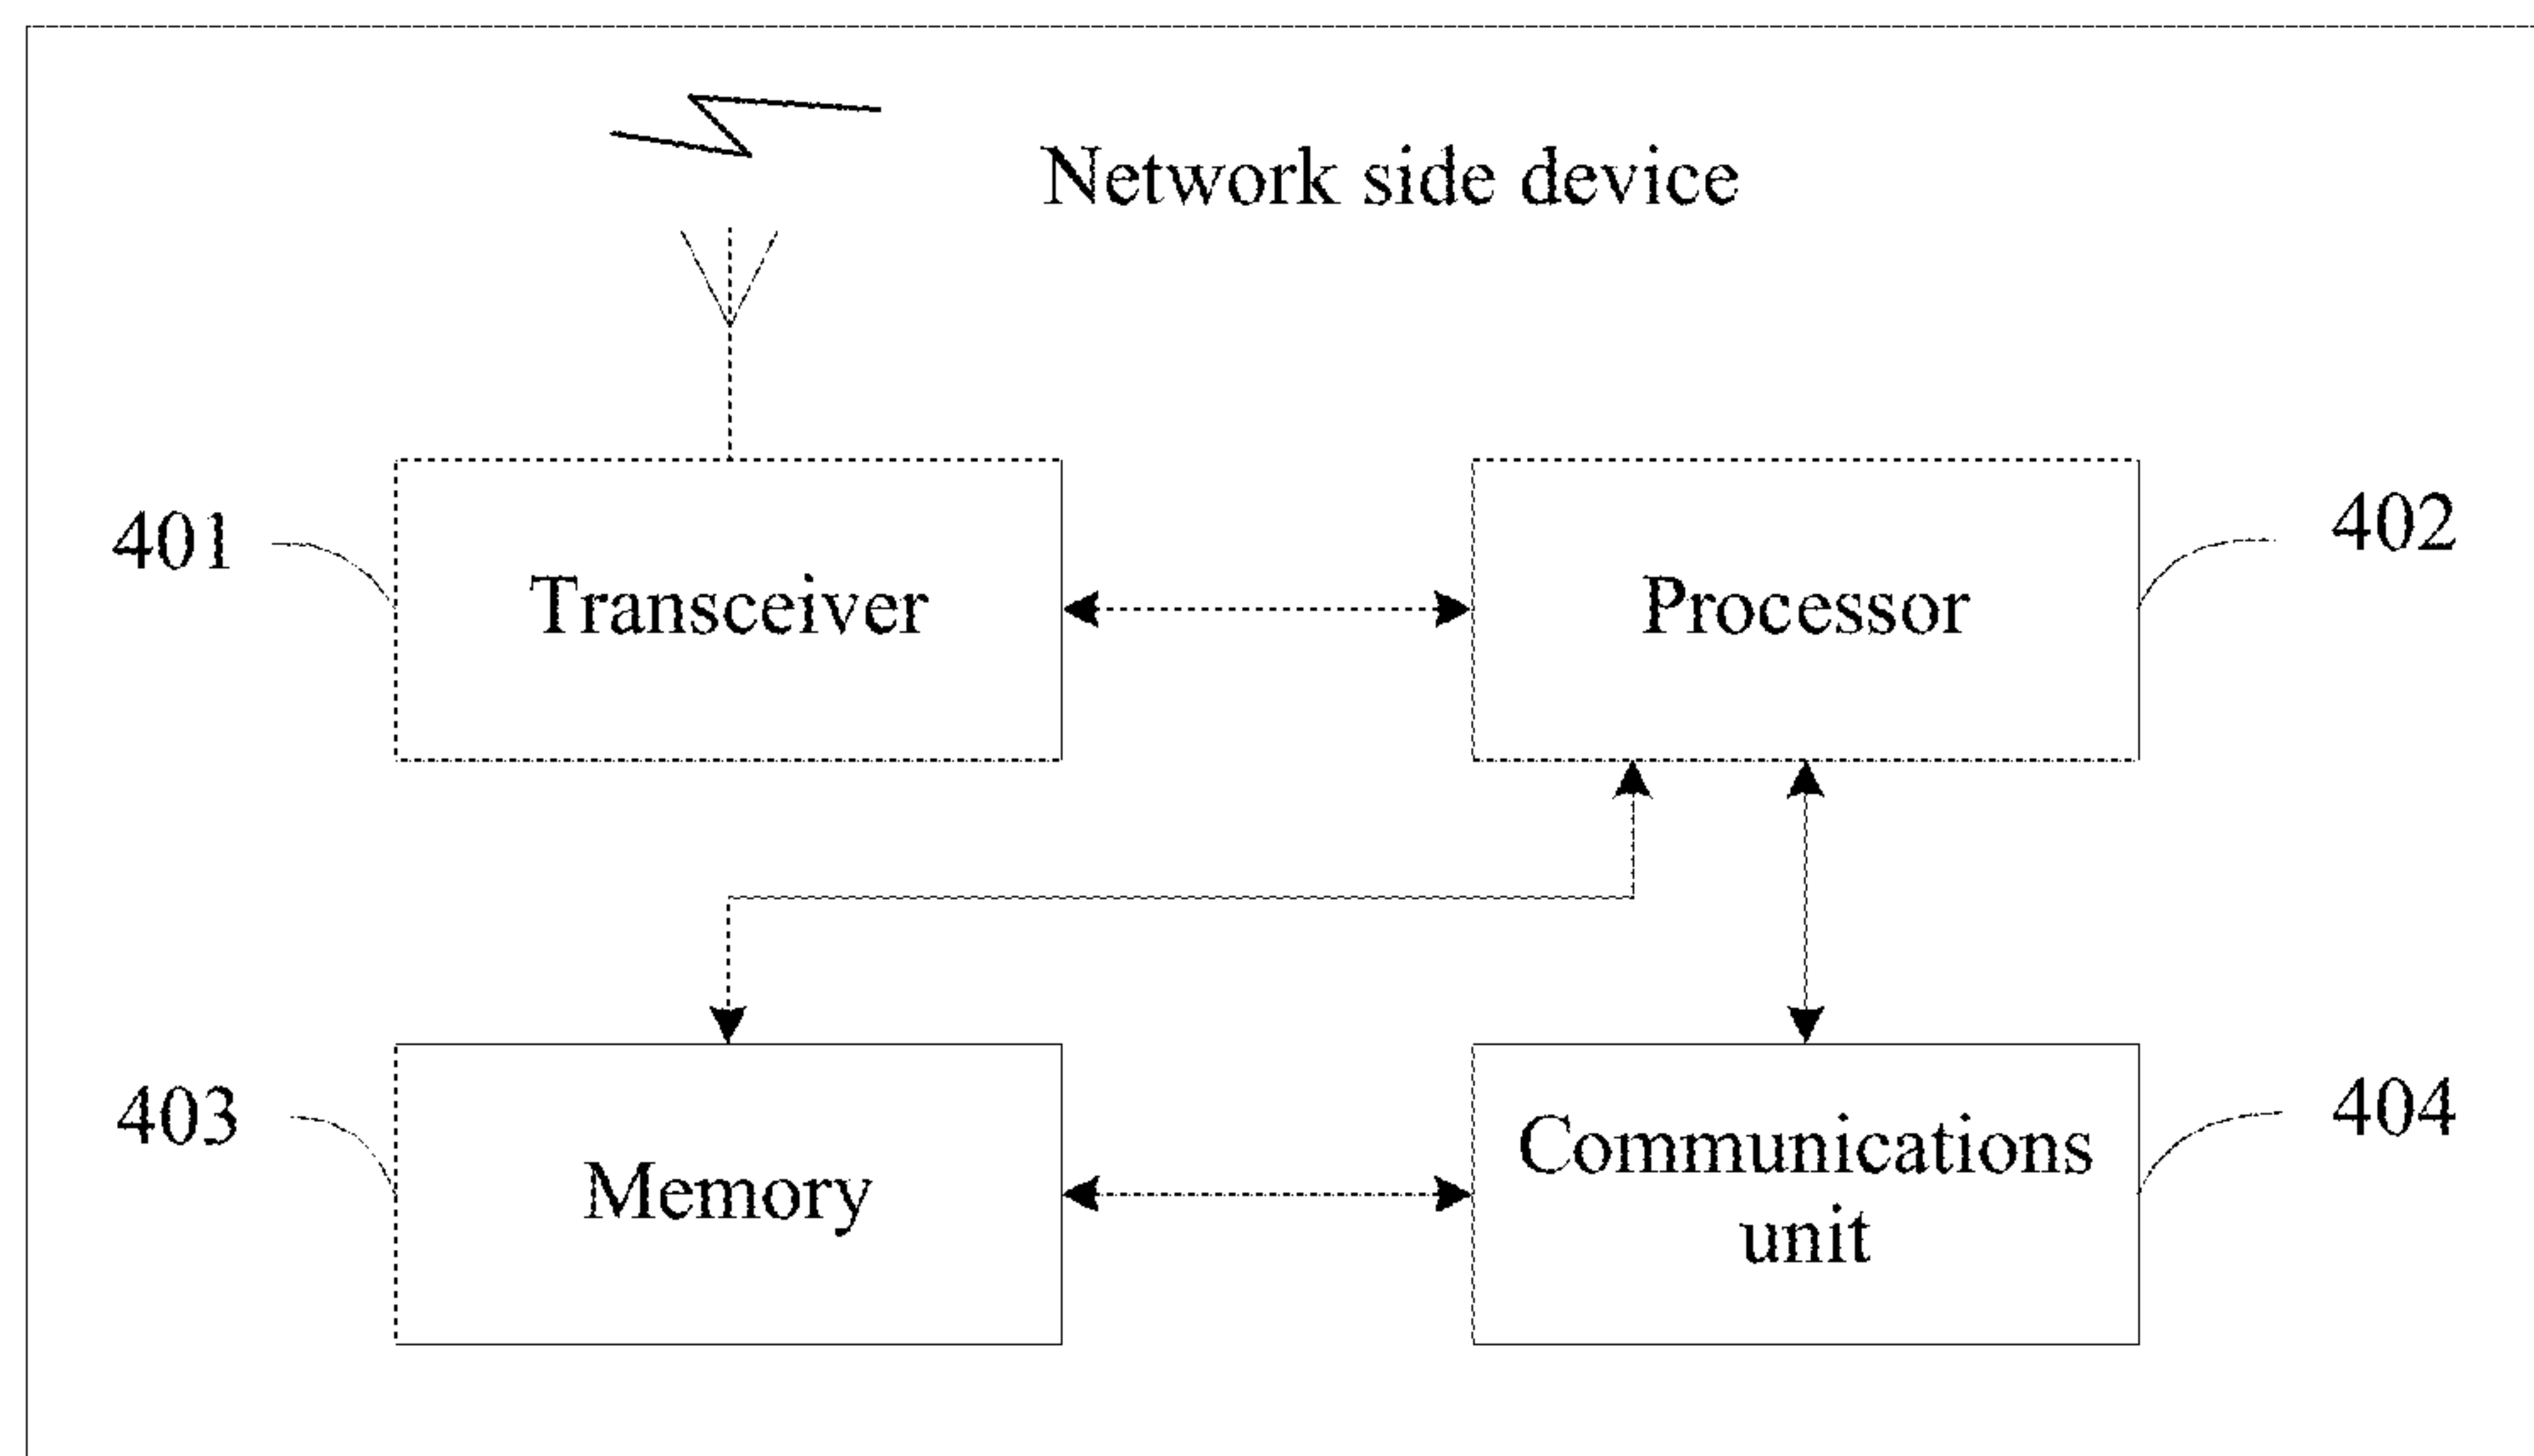 Network side device
401
Transceiver
Processor
402
403
Memory
Communications
unit
404